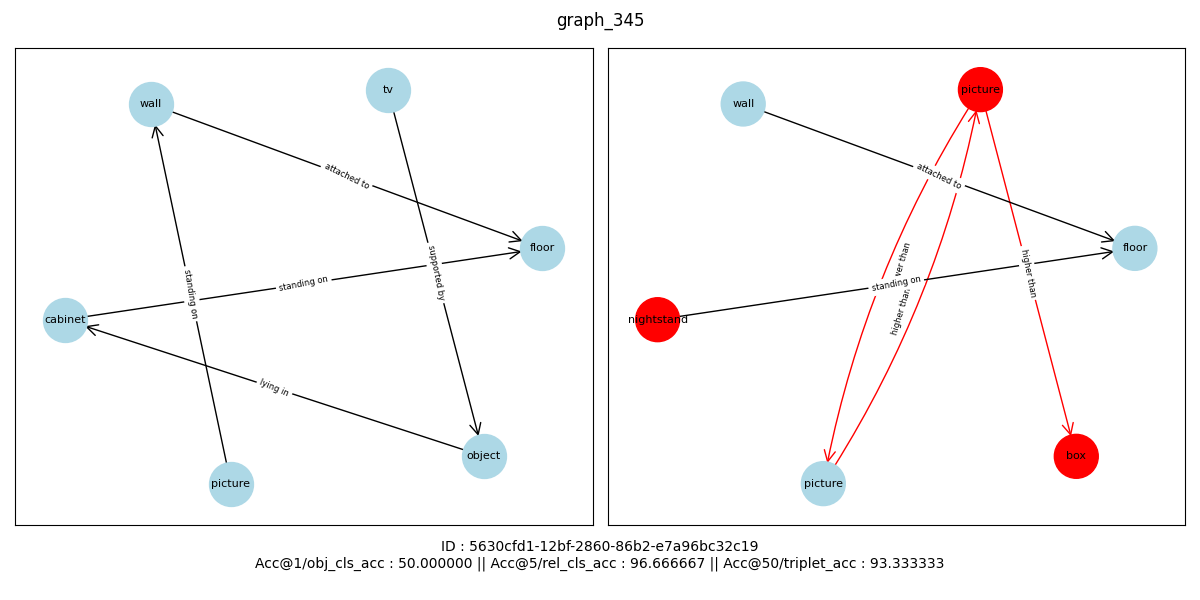 graph_345
wall
tv
attached to
floor
supported by
standing on
standing on
cabinet
lying in
object
picture
picture
wall
attached to
floor
higher than
standing on
higher than
nightstand
box
picture
ID : 5630cfd1-12bf-2860-86b2-e7a96bc32c19
Acc@1/obj_cls_acc : 50.000000 || Acc@5/rel_cls_acc : 96.666667 || Acc@50/triplet_acc : 93.333333